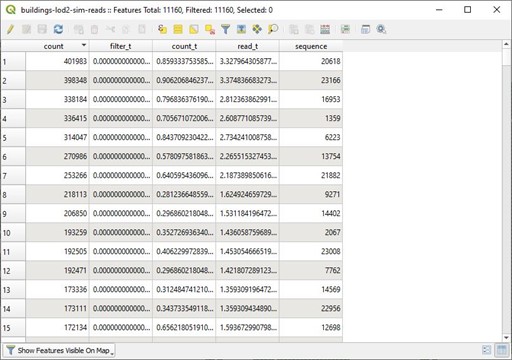 buildings-lod2-sim-reads :: Features Total: 11160, Filtered: 11160, Selected: 0
count filter_t count_t read_t sequence
1 401983 0.000000000000... 0.859333753585... 3.327964305877... 20618
2 398348 0.000000000000... 0.906206846237... 3.374836683273... 23166
3 338184 0.000000000000... 0.796836376190... 2.812363862991... 16953
4 336415 0.000000000000... 0.705671072006... 2.608771085739... 1359
5 314047 0.000000000000... 0.843709230422... 2.734241008758... 6223
6 270986 0.000000000000... 0.578097581863... 2.265515327453... 13754
7 253266 0.000000000000... 0.640595436096... 2.187389850616... 21882
8 218113 0.000000000000... 0.281236648559... 1.624924659729... 9271
9 206850 0.000000000000... 0.296860218048... 1.531184196472... 14402
10 193259 0.000000000000... 0.352726936340... 1.436058759689... 2067
11 192505 0.000000000000... 0.406229972839... 1.453054666519... 23008
12 192471 0.000000000000... 0.296860218048... 1.421807289123... 7762
13 173336 0.000000000000... 0.312484741210... 1.359309196472... 14569
14 173111 0.000000000000... 0.343733549118... 1.359309434890... 22956
15 172134 0.000000000000... 0.656218051910... 1.593672990798... 12698
Show Features Visible On Map